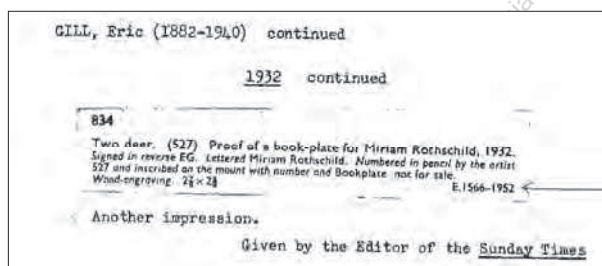 GILL, Eric (1882-1940) continued
1932 continued
834
Two deer. (527) Proof of a book-plate for Miriam Rothschild, 1932.
Signed in reverse EG. Lettered Miriam Rothschild. Numbered in pencil by the artist
527 and inscribed on the mount with number and Bookplate not for sale.
Wood-engraving.
E.1566-1952
Another impression.
Given by the Editor of the Sunday Times